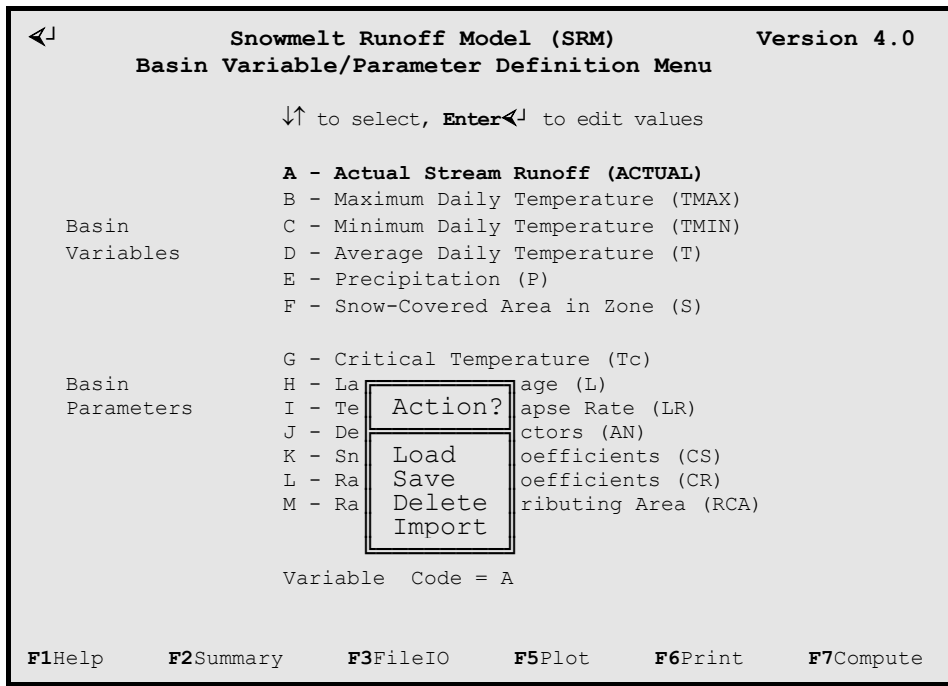 Snowmelt Runoff Model (SRM) Version 4.0
Basin Variable/Parameter Definition Menu
↓↑ to select, Enter to edit values
A - Actual Stream Runoff (ACTUAL)
B - Maximum Daily Temperature (TMAX)
Basin C - Minimum Daily Temperature (TMIN)
Variables D - Average Daily Temperature (T)
E - Precipitation (P)
F - Snow-Covered Area in Zone (S)
G - Critical Temperature (Tc)
Basin H - La age (L)
Parameters I - Te Action? apse Rate (LR)
J - De ctors (AN)
K - Sn Load oefficients (CS)
L - Ra Save oefficients (CR)
M - Ra Delete ributing Area (RCA)
Import
Variable Code = A
F1Help F2Summary F3FileIO F5Plot F6Print F7Compute